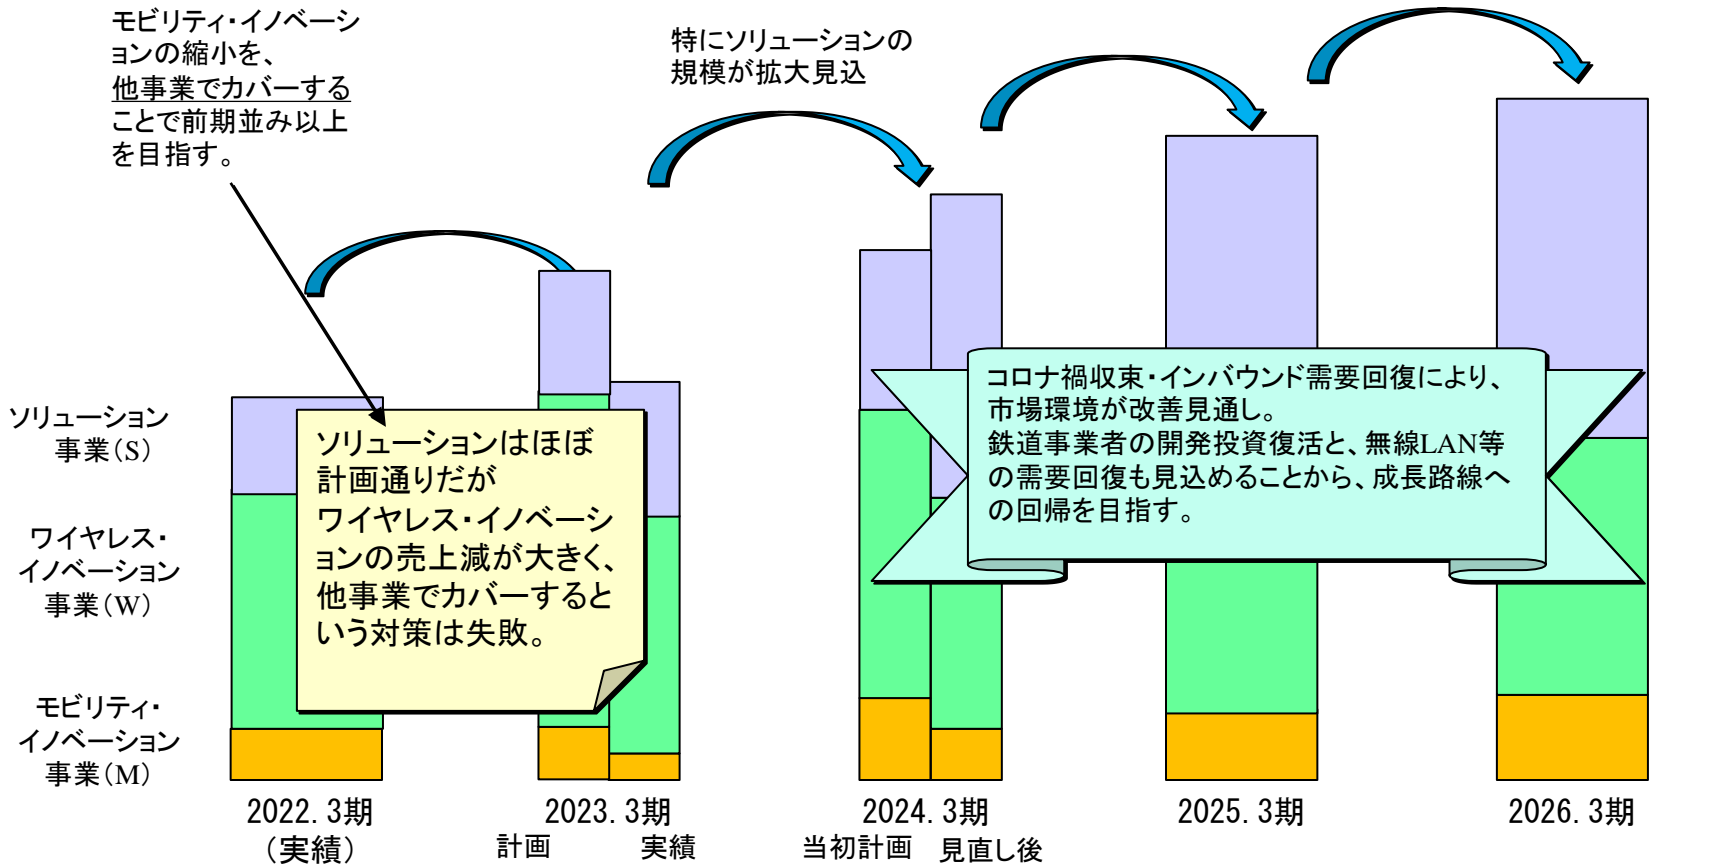 モビリティ・イノベーシ
ョンの縮小を、
他事業でカバーする
ことで前期並み以上
を目指す。
特にソリューションの
規模が拡大見込
ソリューション
事業(S)
ワイヤレス・
イノベーション
事業(W)
モビリティ・
イノベーション
事業(M)
ソリューションはほぼ
計画通りだが
ワイヤレス・イノベーシ
ョンの売上減が大きく、
他事業でカバーすると
いう対策は失敗。
コロナ禍収束・インバウンド需要回復により、
市場環境が改善見通し。
鉄道事業者の開発投資復活と、無線LAN等
の需要回復も見込めることから、成長路線へ
の回帰を目指す。
2022.3期
(実績)
2023.3期
計画 実績
2024.3期
当初計画 見直し後
2025.3期
2026.3期